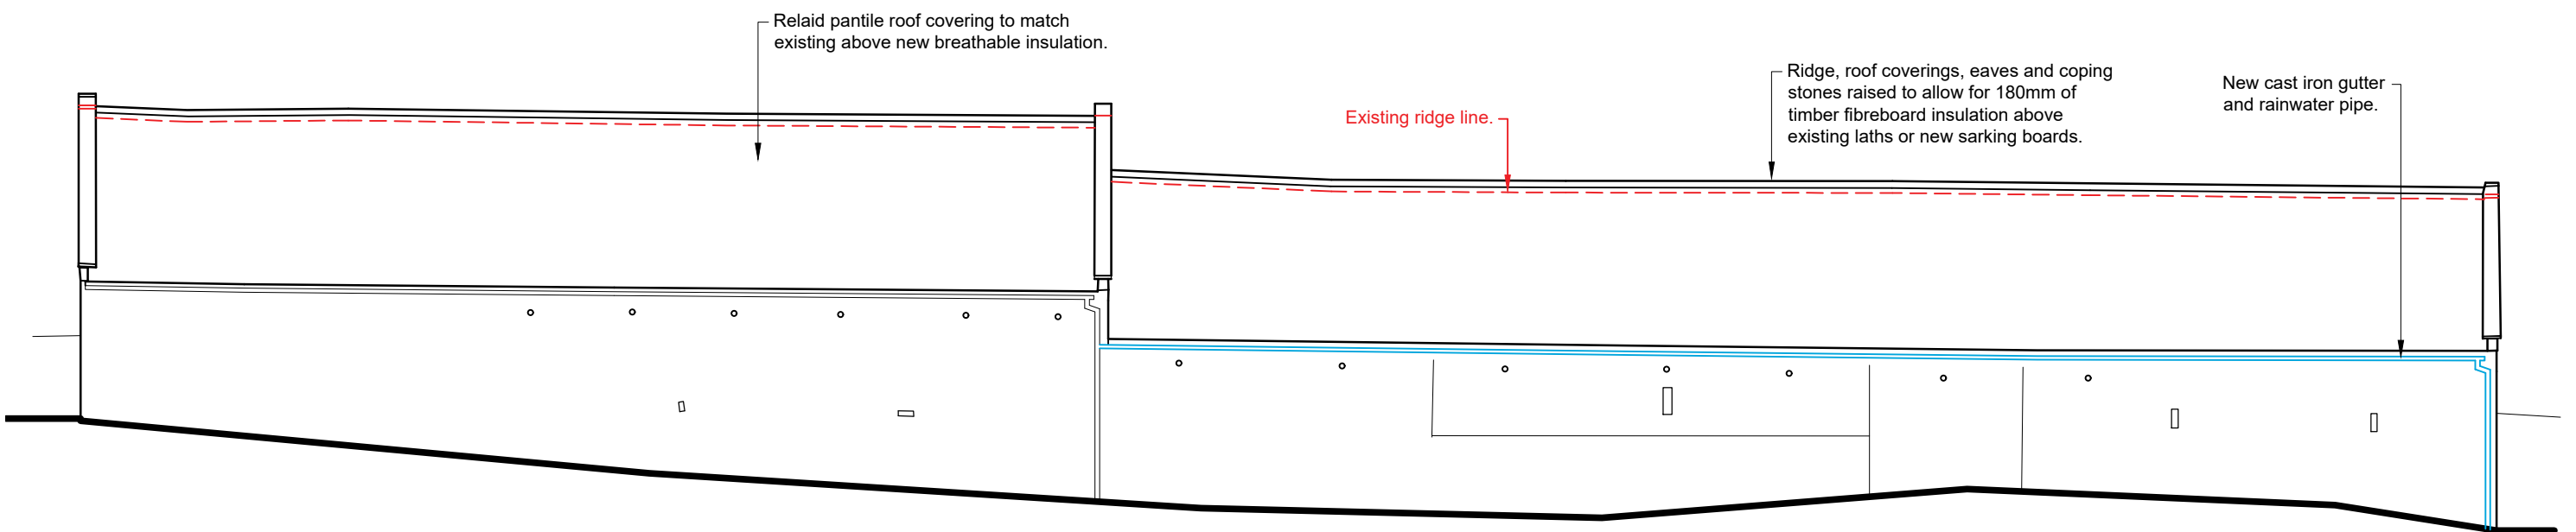 Relaid pantile roof covering to match
existing above new breathable insulation.
Existing ridge line.
Ridge, roof coverings, eaves and coping
stones raised to allow for 180mm of
timber fibreboard insulation above
existing laths or new sarking boards.
New cast iron gutter
and rainwater pipe.